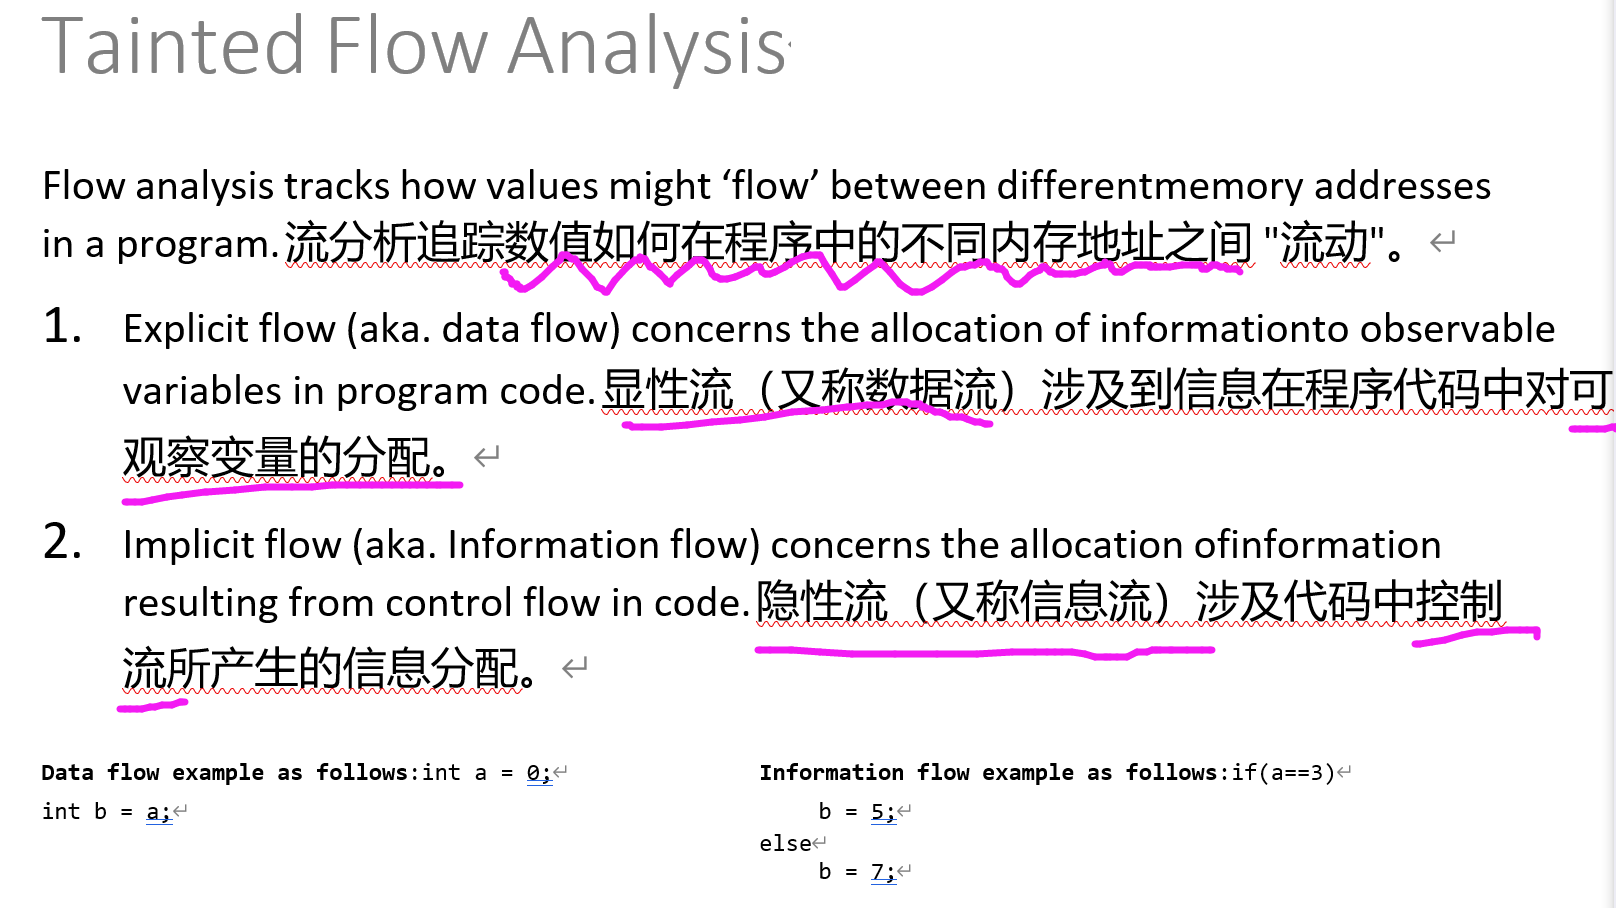 Tainted Flow Analysis
Flow analysis tracks how values might ‘flow’ between differentmemory addresses
in a program.流分析追踪数值如何在程序中的不同内存地址之间 "流动"。
1. Explicit flow (aka. data flow) concerns the allocation of informationto observable
variables in program code.显性流（又称数据流）涉及到信息在程序代码中对可
观察变量的分配。
2. Implicit flow (aka. Information flow) concerns the allocation ofinformation
resulting from control flow in code.隐性流（又称信息流）涉及代码中控制
流所产生的信息分配。
Data flow example as follows:int a = 0;
int b = a;
Information flow example as follows:if(a==3)
b = 5;
else
b = 7;